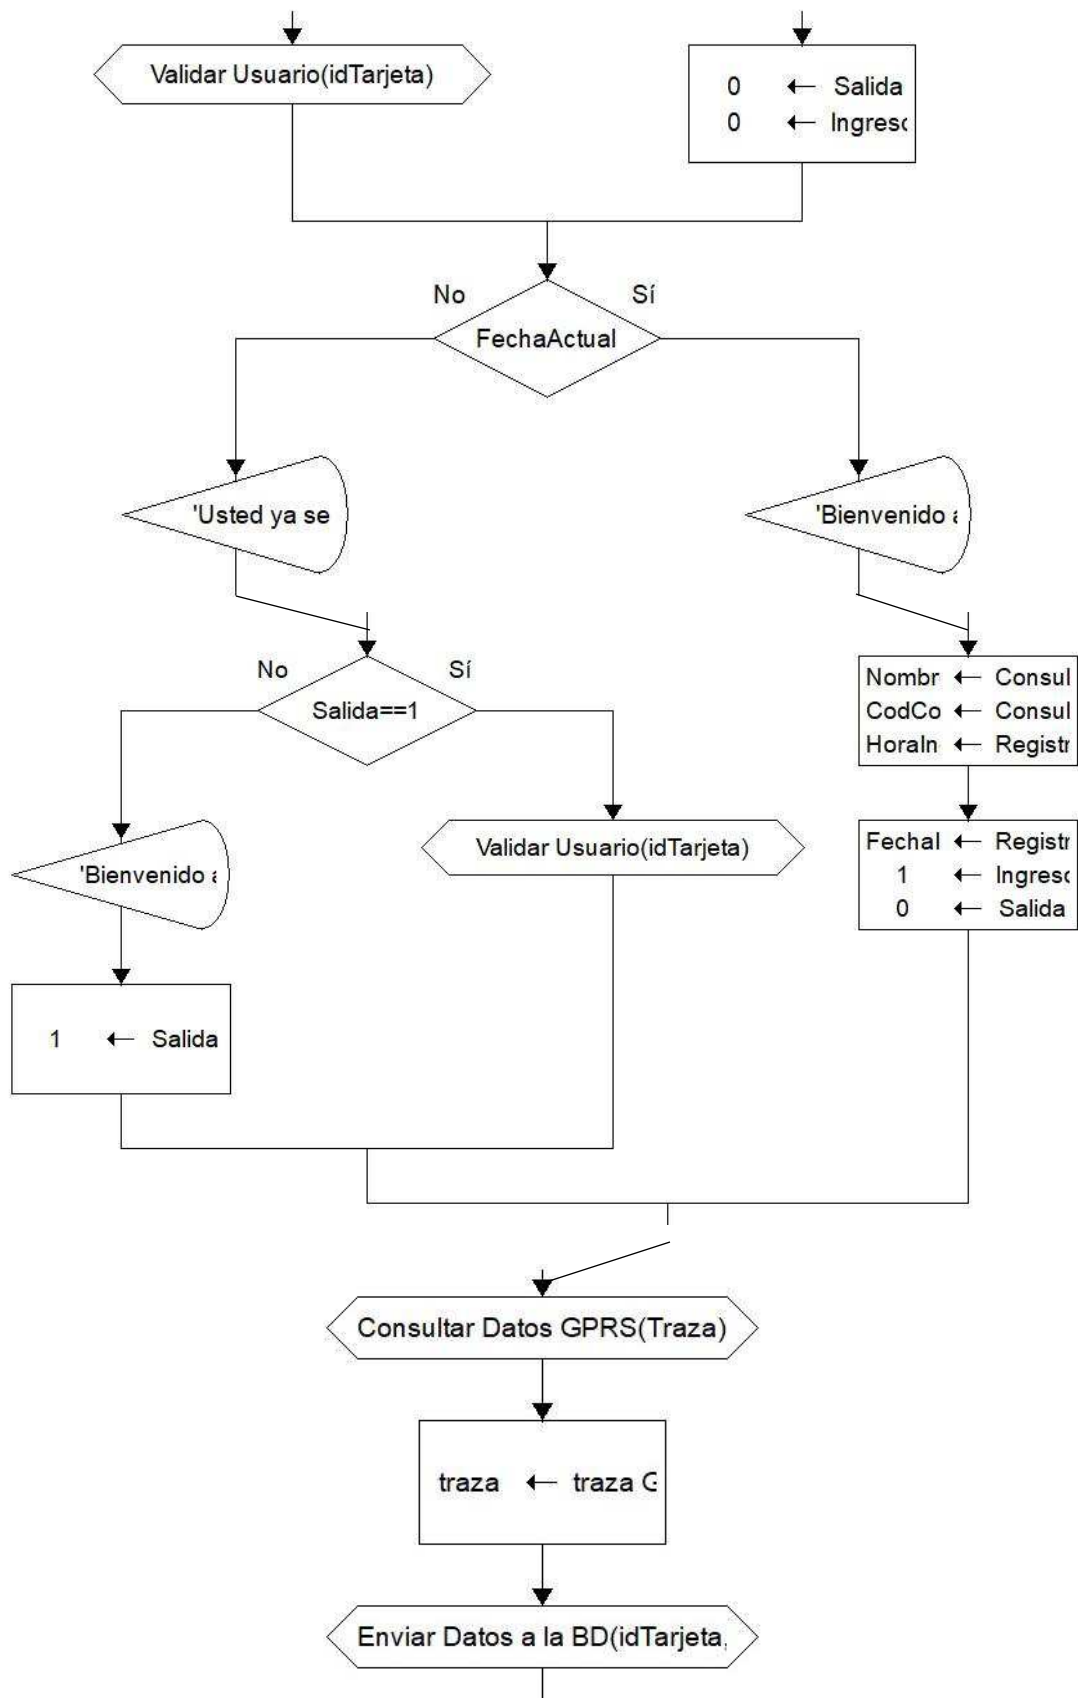 Validar Usuario(idTarjeta)
0 ← Salida
0 ← Ingreso
No
Sí
FechaActual
'Usted ya se
'Bienvenido a
No
Sí
Salida==1
Nombr ← Consul
CodCo ← Consul
HoraIn ← Registr
'Bienvenido a
Validar Usuario(idTarjeta)
FechaI ← Registr
1 ← Ingreso
0 ← Salida
1 ← Salida
Consultar Datos GPRS(Traza)
traza ← traza G
Enviar Datos a la BD(idTarjeta,